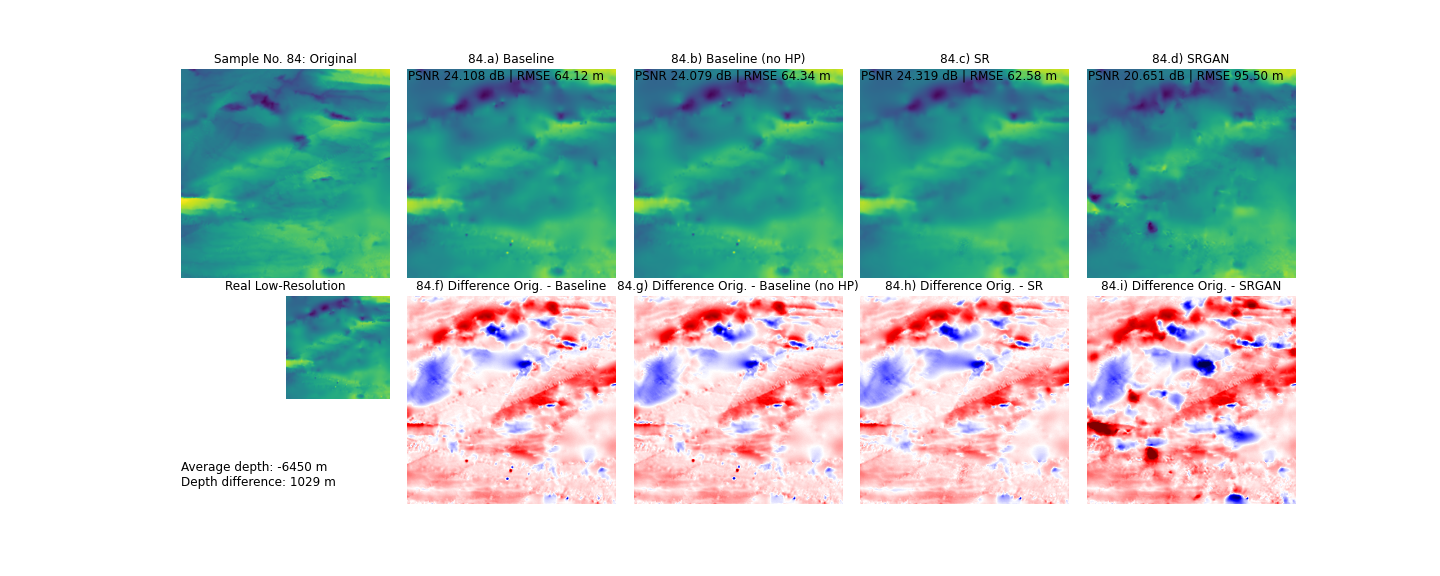 Sample No. 84: Original
84.a) Baseline
84.b) Baseline (no HP)
84.c) SR
84.d) SRGAN
PSNR 24.108 dB | RMSE 64.12 m
PSNR 24.079 dB | RMSE 64.34 m
PSNR 24.319 dB | RMSE 62.58 m
PSNR 20.651 dB | RMSE 95.50 m
Real Low-Resolution
84.f) Difference Orig. - Baseline
84.g) Difference Orig. - Baseline (no HP)
84.h) Difference Orig. - SR
84.i) Difference Orig. - SRGAN
Average depth: -6450 m
Depth difference: 1029 m